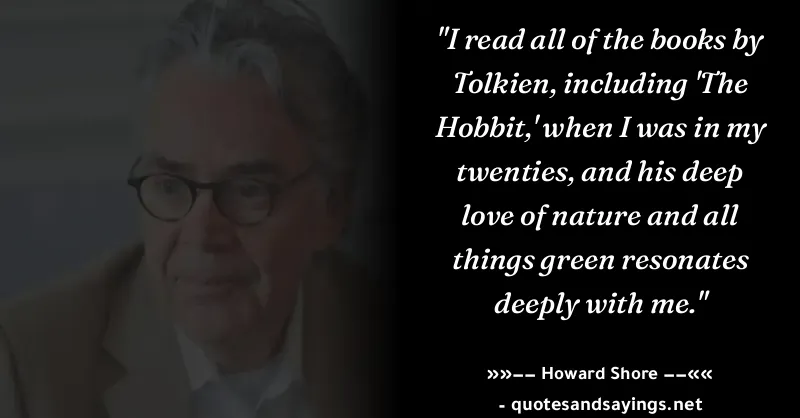 "I read all of the books by
Tolkien, including 'The
Hobbit,' when I was in my
twenties, and his deep
love of nature and all
things green resonates
deeply with me."
»»–– Howard Shore ––««
- quotesandsayings.net